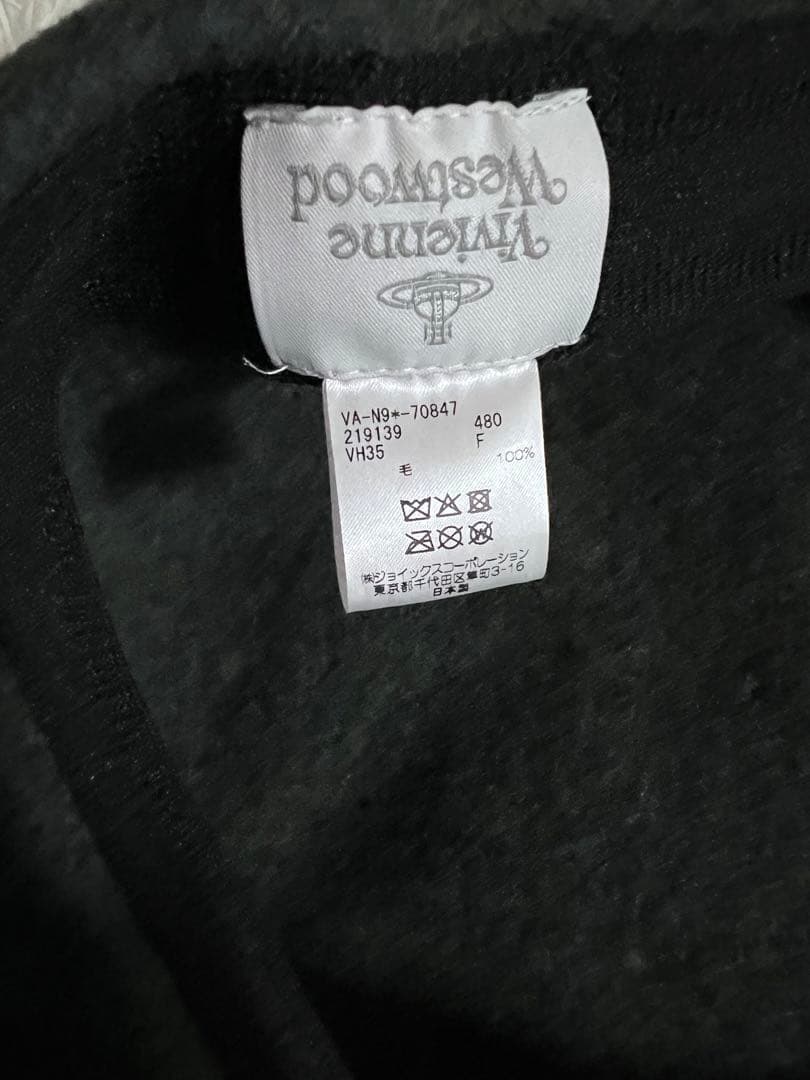 Vivienne
Westwood
VA-N9*-70847
219139 480
VH35 F
毛 100%
㈱ジョイックスコーポレーション
東京都千代田区隼町3-16
日本製